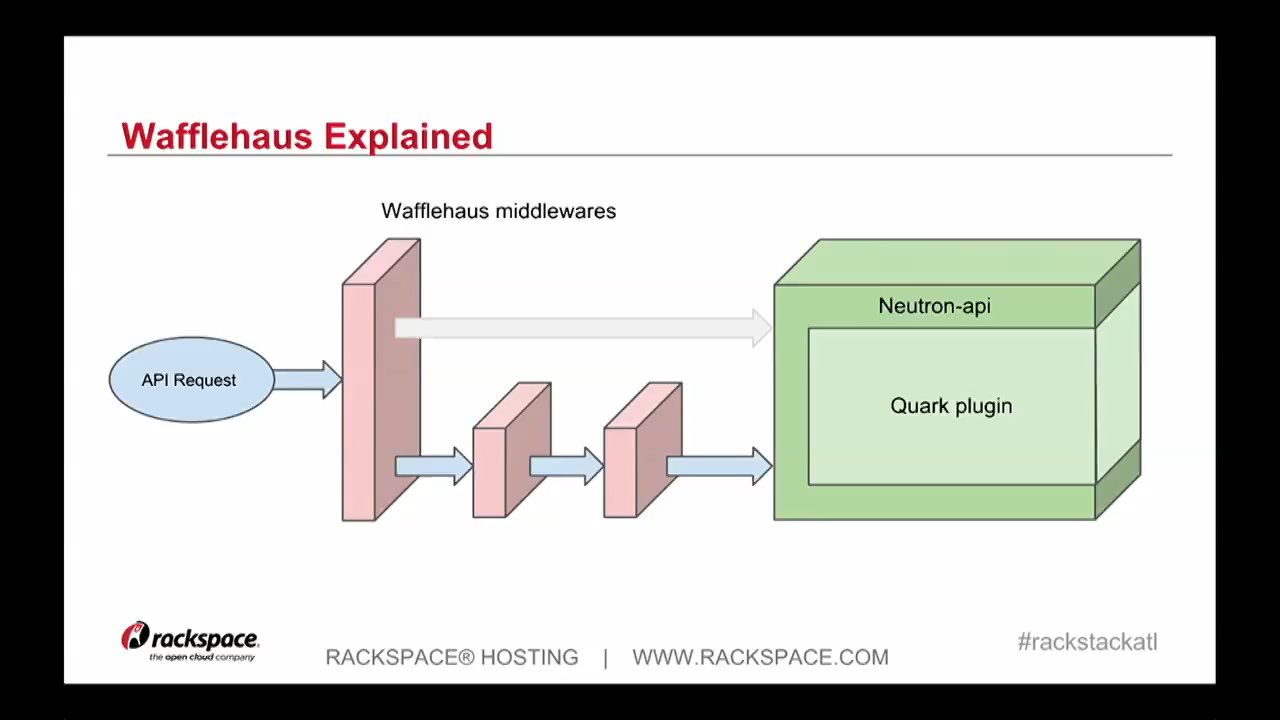 Wafflehaus Explained
Wafflehaus middlewares
Neutron-api
API Request
Quark plugin
rackspace®
the open cloud company
RACKSPACE® HOSTING | WWW.RACKSPACE.COM
#rackstackatl